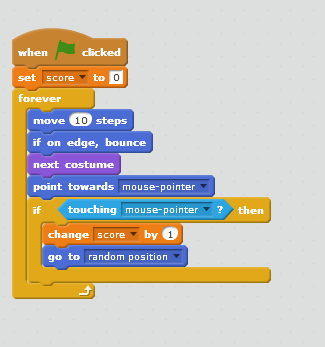 when clicked
set score to 0
forever
move 10 steps
if on edge, bounce
next costume
point towards mouse-pointer
if touching mouse-pointer ? then
change score by 1
go to random position